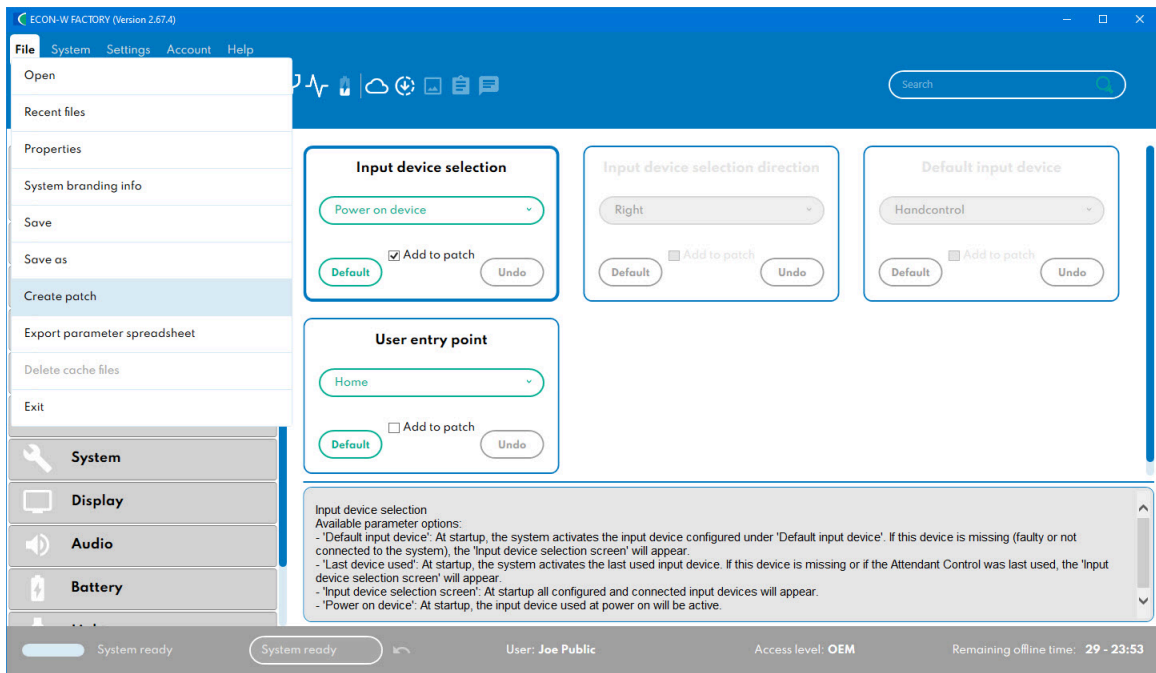 ECON-W FACTORY (Version 2.67.4)
File System Settings Account Help
Open
Recent files
Properties
System branding info
Save
Save as
Create patch
Export parameter spreadsheet
Delete cache files
Exit
System
Display
Audio
Battery
Search
Input device selection
Power on device
Add to patch
Default
Undo
Input device selection direction
Right
Add to patch
Default
Undo
Default input device
Handcontrol
Add to patch
Default
Undo
User entry point
Home
Add to patch
Default
Undo
Input device selection
Available parameter options:
- 'Default input device': At startup, the system activates the input device configured under 'Default input device'. If this device is missing (faulty or not
connected to the system), the 'Input device selection screen' will appear.
- 'Last device used': At startup, the system activates the last used input device. If this device is missing or if the Attendant Control was last used, the 'Input
device selection screen' will appear.
- 'Input device selection screen': At startup all configured and connected input devices will appear.
- 'Power on device': At startup, the input device used at power on will be active.
System ready
System ready
User: Joe Public
Access level: OEM
Remaining offline time: 29 - 23:53